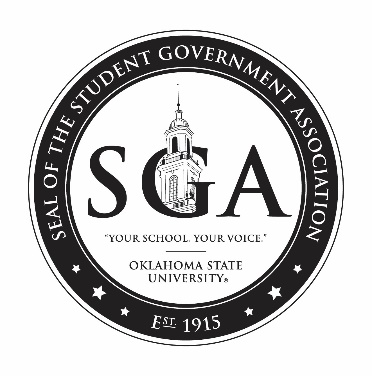 SEAL OF THE STUDENT GOVERNMENT ASSOCIATION
SGA
"YOUR SCHOOL. YOUR VOICE."
OKLAHOMA STATE
UNIVERSITY®
EST. 1915